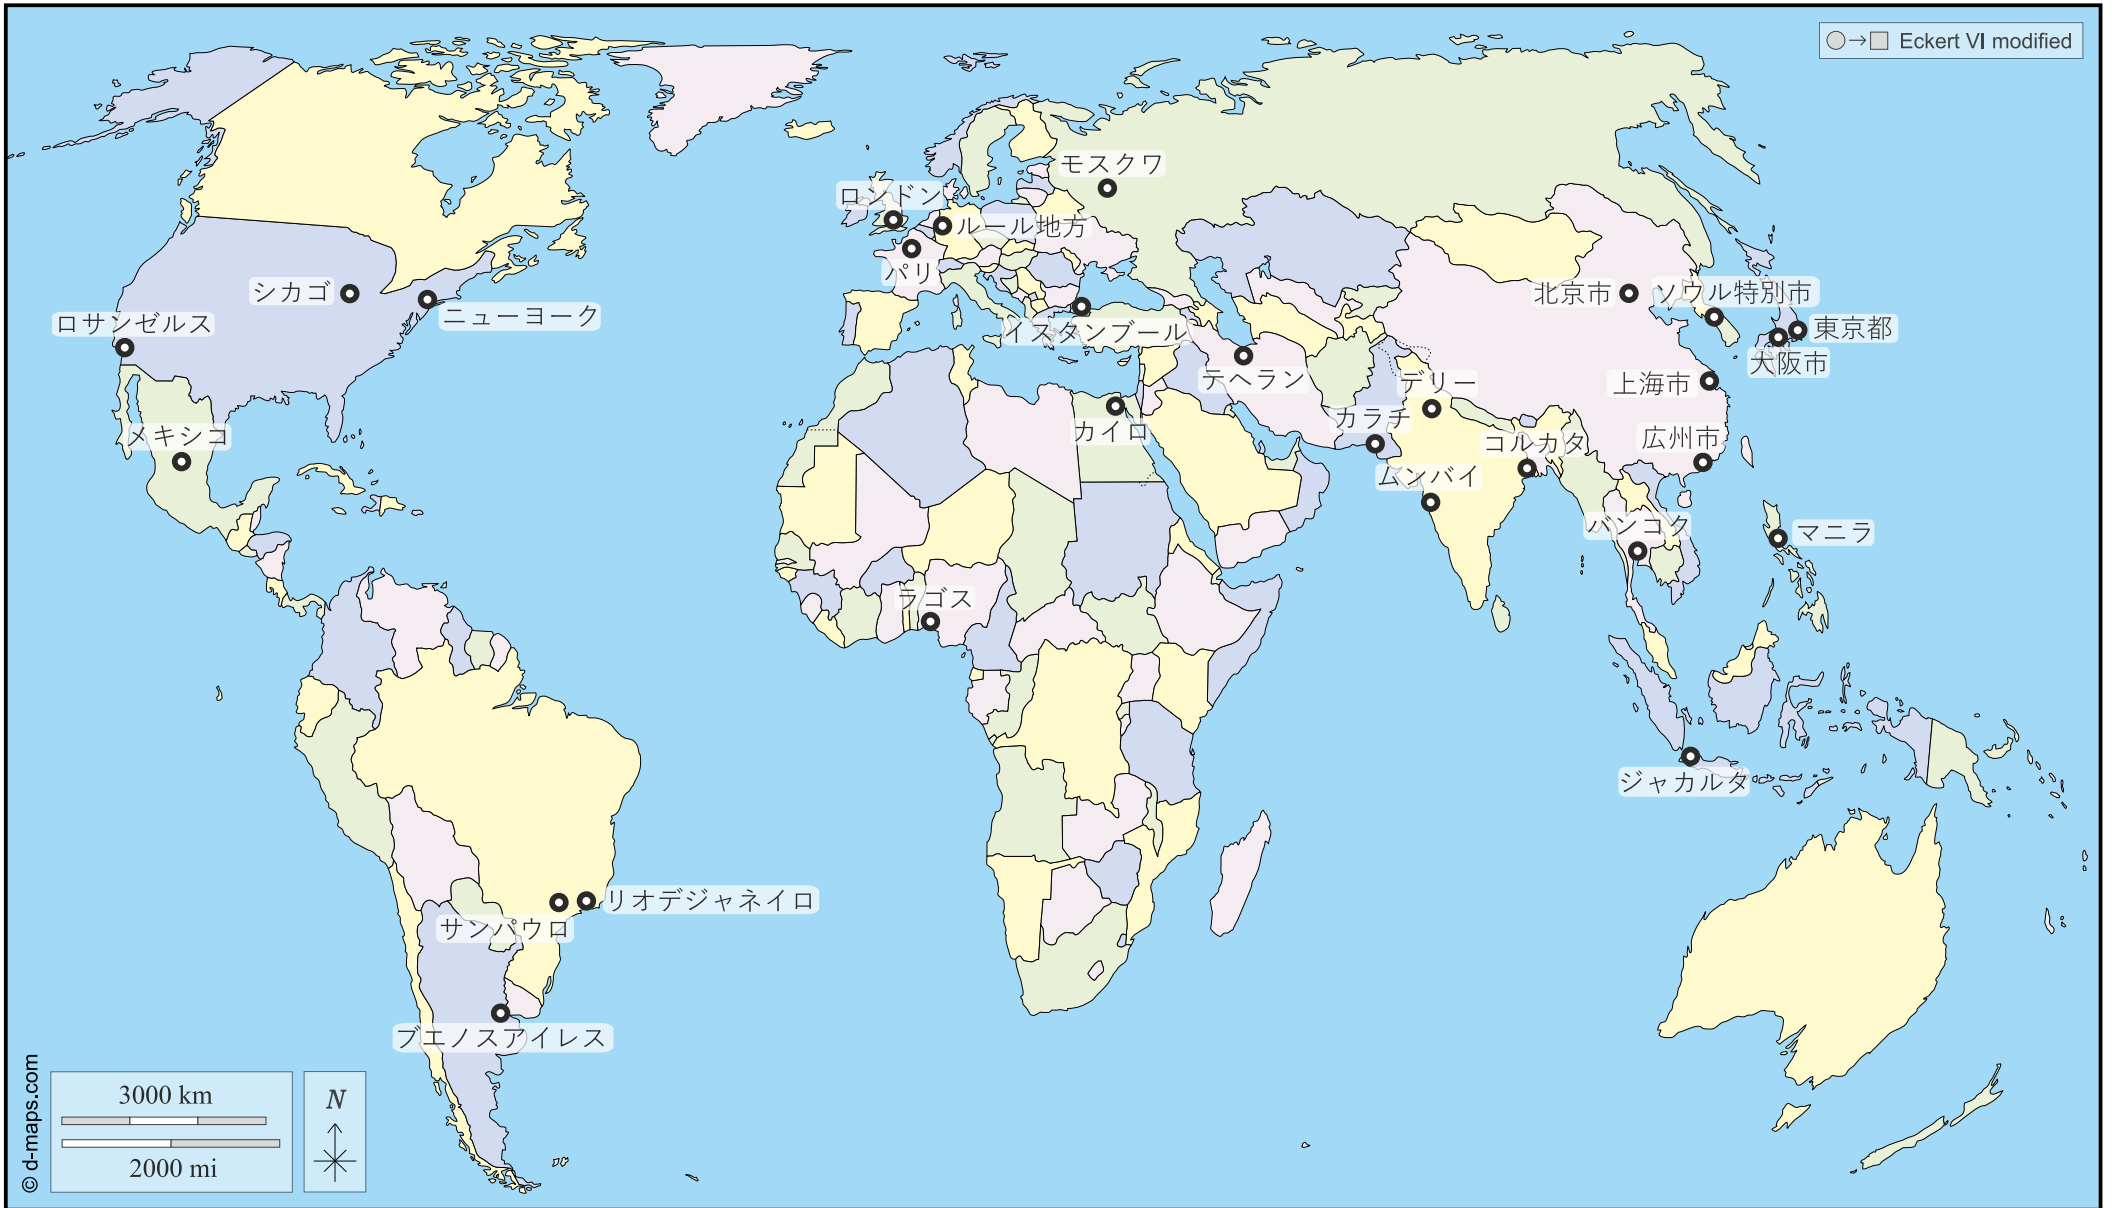 Eckert VI modified
モスクワ
ロンドン
ルール地方
パリ
シカゴ
ニューヨーク
ロサンゼルス
イスタンブール
北京市
ソウル特別市
東京都
大阪市
テヘラン
デリー
上海市
メキシコ
カイロ
カラチ
コルカタ
広州市
ムンバイ
バンコク
マニラ
ラゴス
ジャカルタ
リオデジャネイロ
サンパウロ
ブエノスアイレス
3000 km
2000 mi
N
© d-maps.com